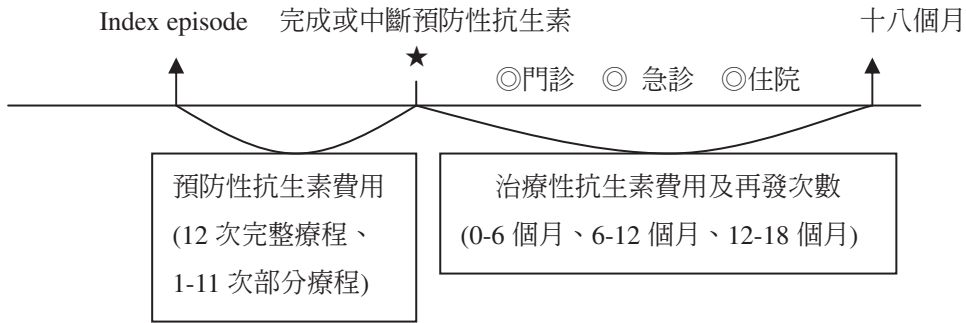 Index episode 完成或中斷預防性抗生素 十八個月
★
◎門診 ◎ 急診 ◎住院
預防性抗生素費用
(12 次完整療程、
1-11 次部分療程)
治療性抗生素費用及再發次數
(0-6 個月、6-12 個月、12-18 個月)